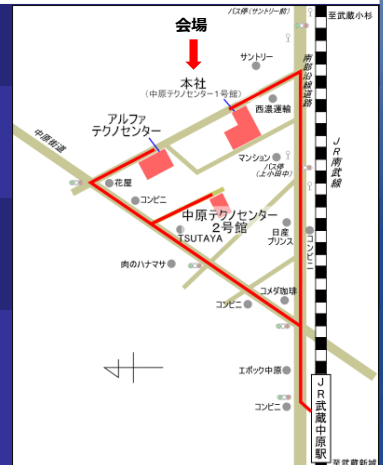 バス停(サントリー前)
至武蔵小杉
会場
サントリー
南部沿線道路
本社
(中原テクノセンター1号館)
西濃運輸
アルファ
テクノセンター
中原街道
JR南武線
マンション
バス停
(上小田中)
花屋
コンビニ
中原テクノセンター
2号館
TSUTAYA
日産
プリンス
コンビニ
肉のハナマサ
コメダ珈琲
コンビニ
エポック中原
コンビニ
JR武蔵中原駅
至武蔵新城